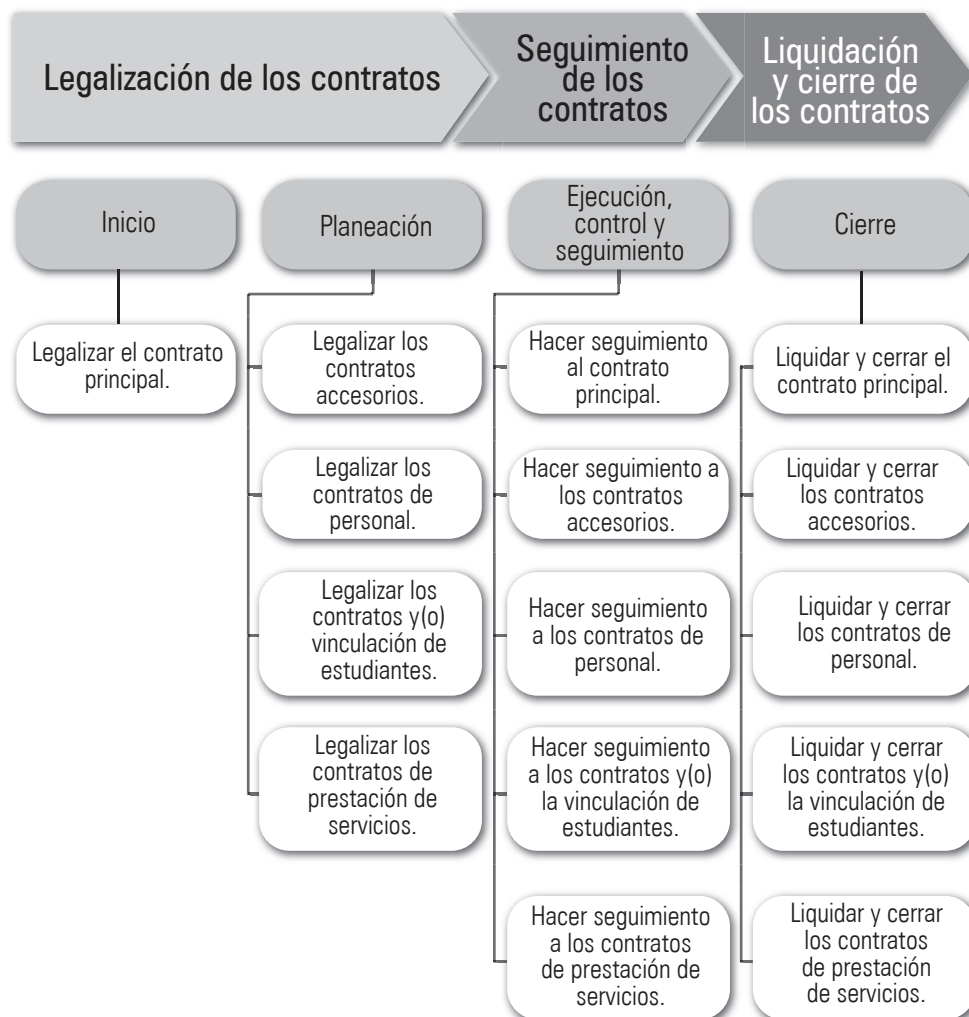 Legalización de los contratos
Seguimiento
de los
contratos
Liquidación
y cierre de
los contratos
Inicio
Planeación
Ejecución,
control y
seguimiento
Cierre
Legalizar el contrato
principal.
Legalizar los
contratos
accesorios.
Hacer seguimiento
al contrato
principal.
Liquidar y cerrar el
contrato principal.
Legalizar los
contratos de
personal.
Hacer seguimiento a
los contratos
accesorios.
Liquidar y cerrar
los contratos
accesorios.
Legalizar los
contratos y(o)
vinculación de
estudiantes.
Hacer seguimiento
a los contratos de
personal.
Liquidar y cerrar
los contratos de
personal.
Legalizar los
contratos de
prestación de
servicios.
Hacer seguimiento
a los contratos y(o)
la vinculación de
estudiantes.
Liquidar y cerrar
los contratos y(o)
la vinculación de
estudiantes.
Hacer seguimiento
a los contratos
de prestación de
servicios.
Liquidar y cerrar
los contratos
de prestación
de servicios.